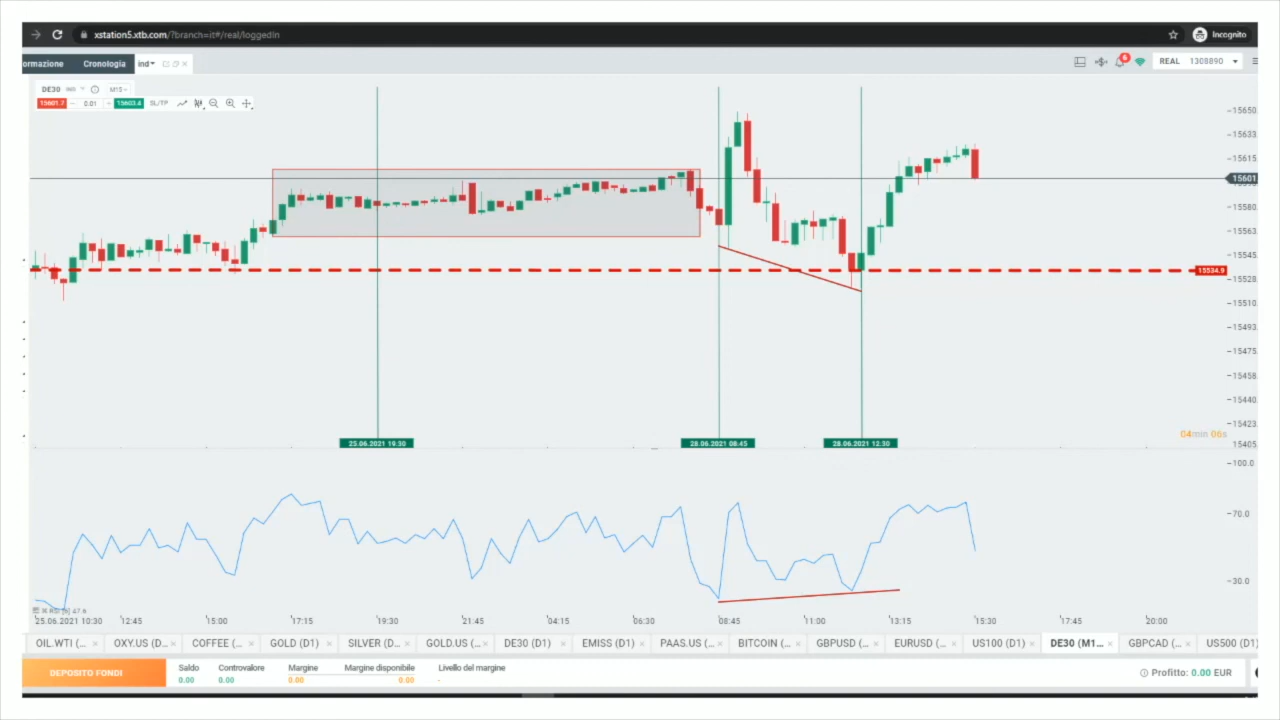 xstation5.xtb.com/?branch=it#/real/loggedIn Incognito
ormazione Cronologia ind 6 REAL 1308890
DE30 IND M15
15601.7 0.01 15603.4 SL/TP
15650
15633
15615
15601
15580
15563
15545
15534.9
15528
15510
15493
15475
15458
15440
15423
04min 06s
15405
25.06.2021 19:30 28.06.2021 08:45 28.06.2021 12:30
100.0
70.0
30.0
RSI [9] 47.6
25.06.2021 10:30 12:45 15:00 17:15 19:30 21:45 04:15 06:30 08:45 11:00 13:15 15:30 17:45 20:00
OIL.WTI (... OXY.US (D... COFFEE (... GOLD (D1) SILVER (D... GOLD.US (... DE30 (D1) EMISS (D1) PAAS.US (... BITCOIN (... GBPUSD (... EURUSD (... US100 (D1) DE30 (M1... GBPCAD (... US500 (D1)
DEPOSITO FONDI
Saldo Controvalore Margine Margine disponibile Livello del margine
0.00 0.00 0.00 0.00 -
Profitto: 0.00 EUR